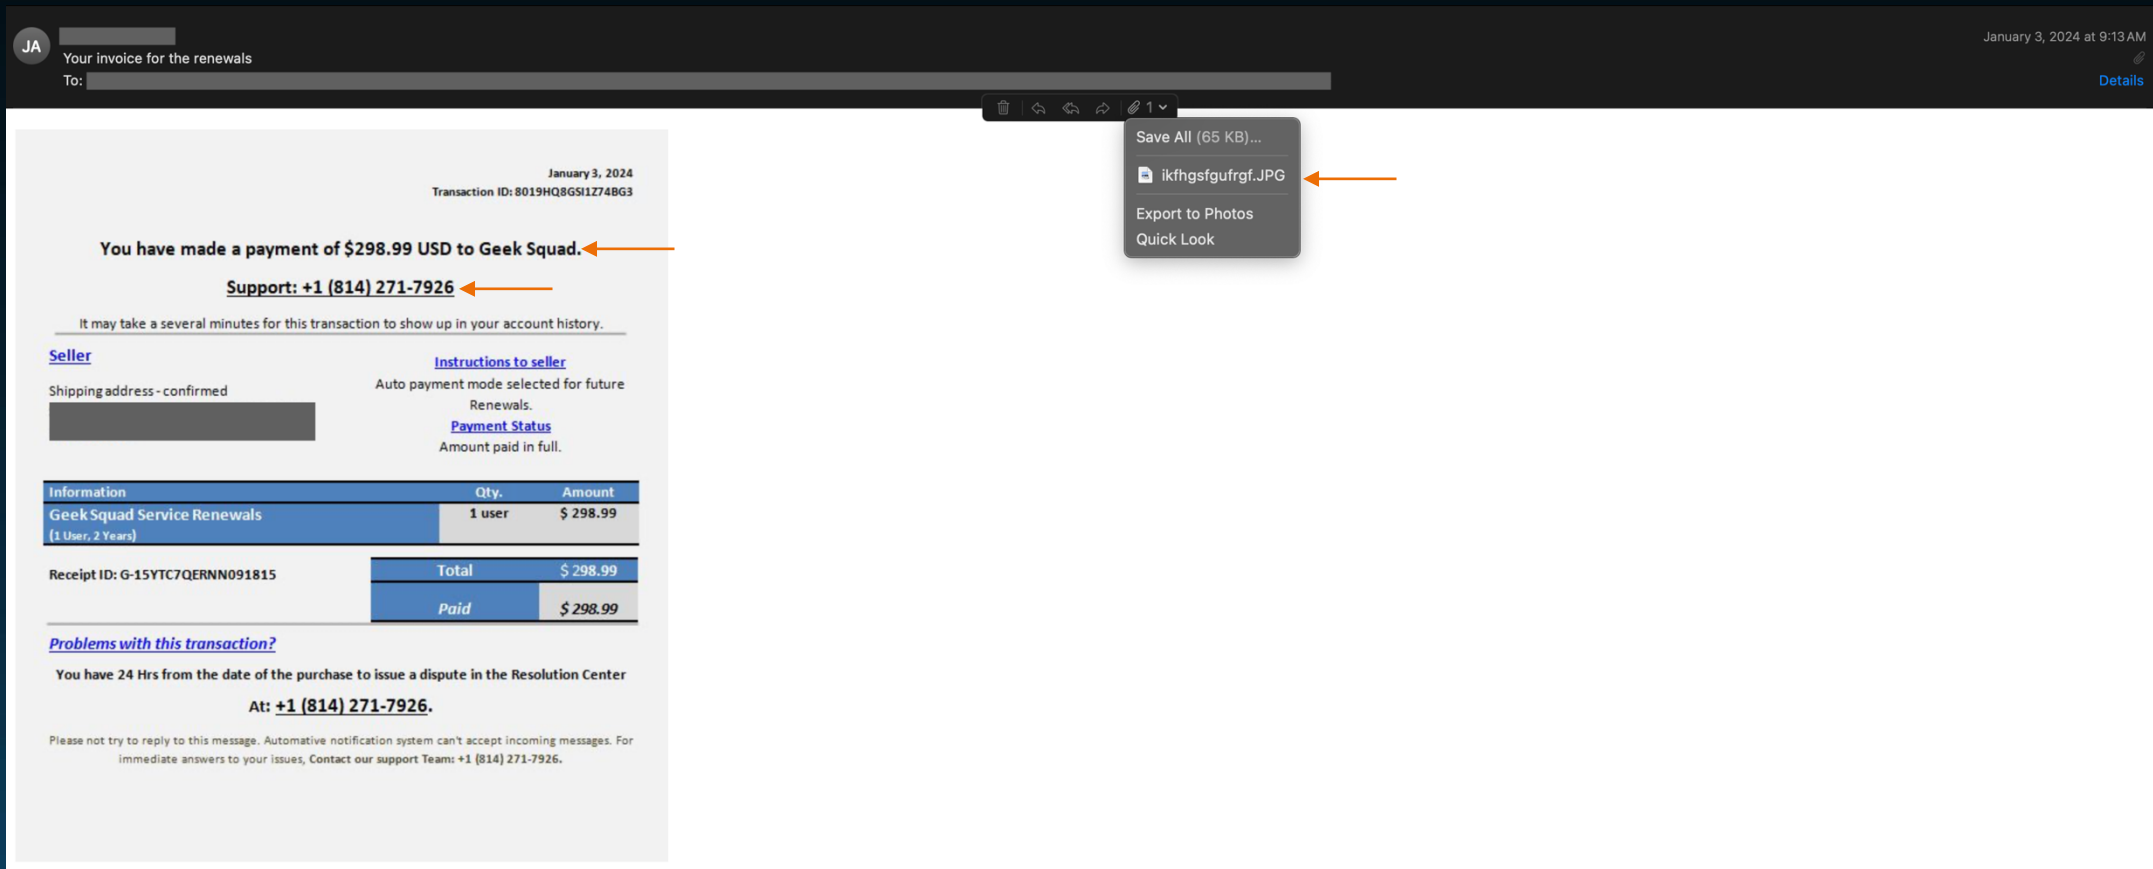 JA
Your invoice for the renewals
To:
January 3, 2024 at 9:13 AM
Details
1
Save All (65 KB)...
ikfhgsfgufrgf.JPG
Export to Photos
Quick Look
January 3, 2024
Transaction ID: 8019HQ8GSI1Z74BG3
You have made a payment of $298.99 USD to Geek Squad.
Support: +1 (814) 271-7926
It may take a several minutes for this transaction to show up in your account history.
Seller
Shipping address - confirmed
Instructions to seller
Auto payment mode selected for future
Renewals.
Payment Status
Amount paid in full.
Information Qty. Amount
Geek Squad Service Renewals 1 user $ 298.99
(1 User, 2 Years)
Receipt ID: G-15YTC7QERNN091815
Total $ 298.99
Paid $ 298.99
Problems with this transaction?
You have 24 Hrs from the date of the purchase to issue a dispute in the Resolution Center
At: +1 (814) 271-7926.
Please not try to reply to this message. Automative notification system can't accept incoming messages. For
immediate answers to your issues, Contact our support Team: +1 (814) 271-7926.